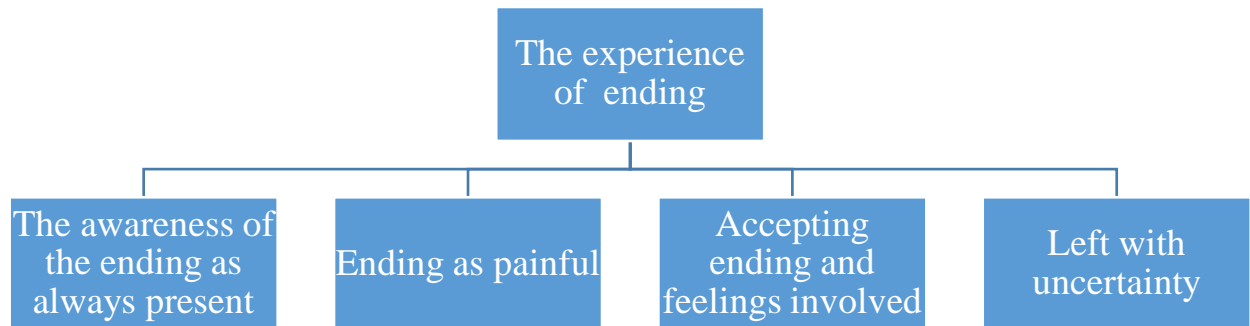 The experience
of ending
The awareness of
the ending as
always present
Ending as painful
Accepting
ending and
feelings involved
Left with
uncertainty